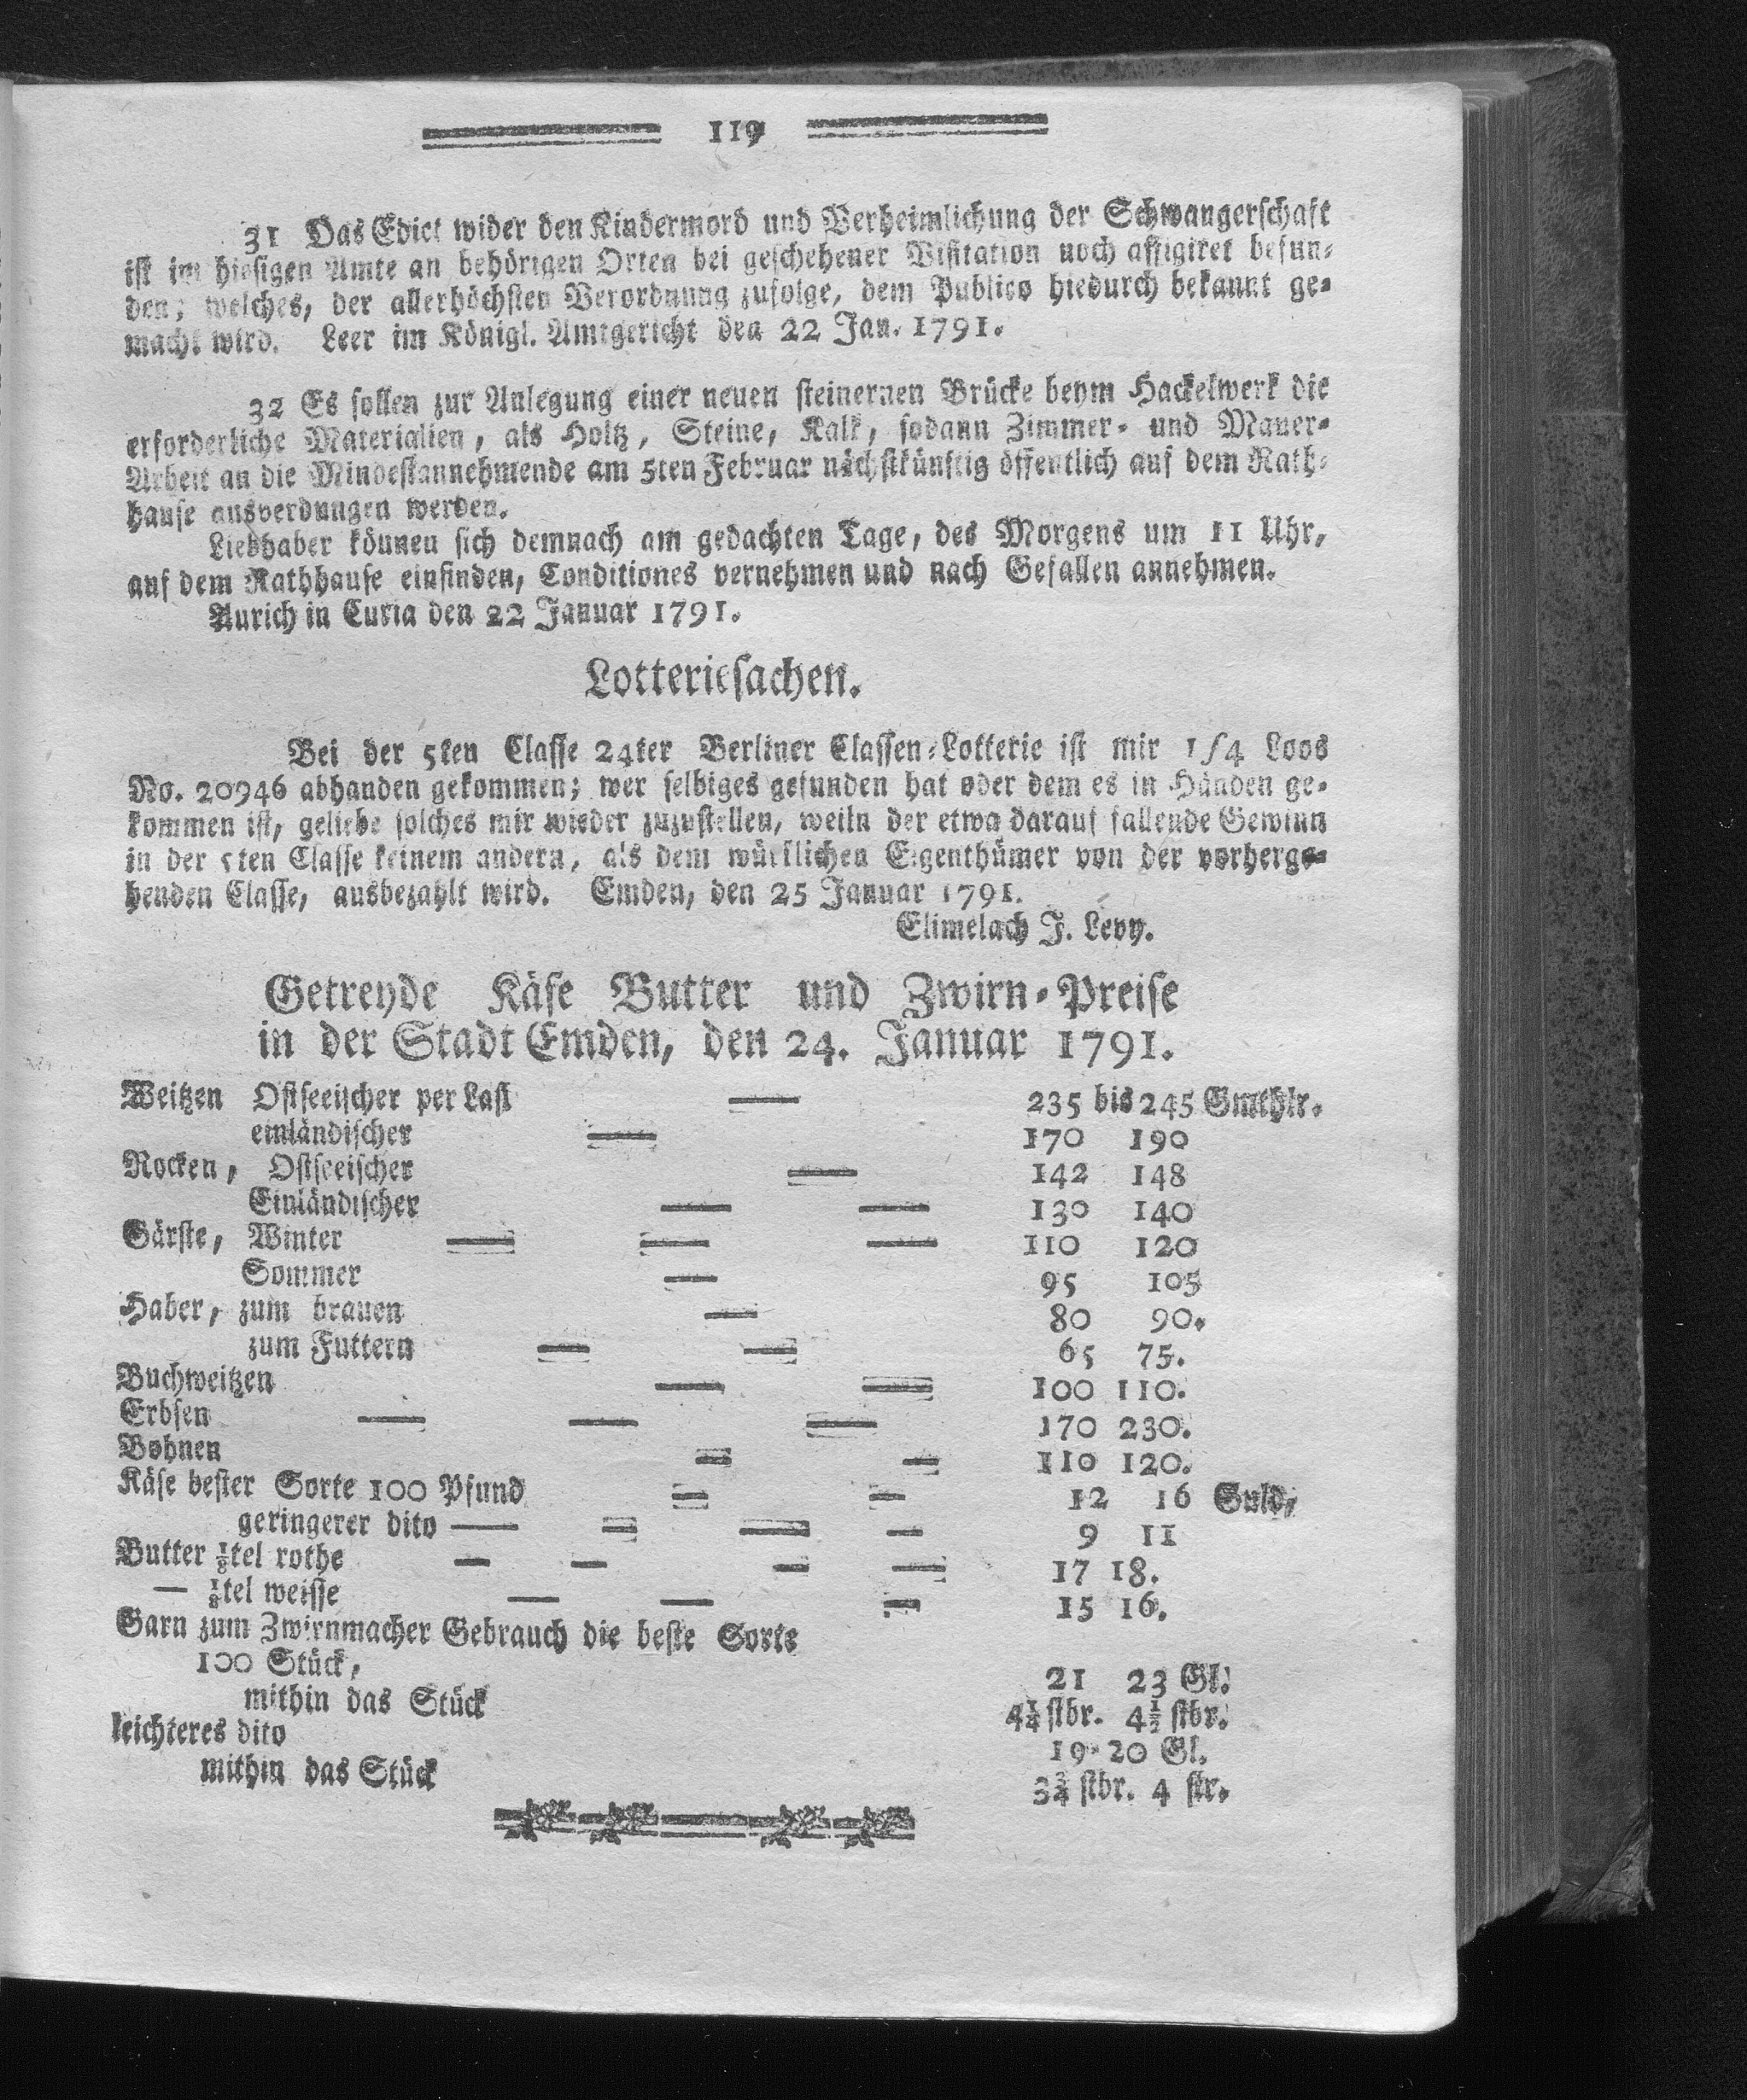 119
31 Das Edict wider den Kindermord und Verheimlichung der Schwangerschaft
ist im hiesigen Amte an behörigen Orten bei geschehener Visitation noch affigiret befun-
den; welches, der allerhöchsten Verordnung zufolge, dem Publico hiedurch bekannt ge-
macht wird. Leer im Königl. Amtgericht den 22 Jan. 1791.
32 Es sollen zur Anlegung einer neuen steinernen Brücke beym Hackelwerk die
erforderliche Materialien, als Holtz, Steine, Kalk, sodann Zimmer- und Mauer-
Arbeit an die Mindestannehmende am 5ten Februar nächstkünftig öffentlich auf dem Rath-
hause ausverdungen werden.
Liebhaber können sich demnach am gedachten Tage, des Morgens um 11 Uhr,
auf dem Rathhause einfinden, Conditiones vernehmen und nach Gefallen annehmen.
Aurich in Curia den 22 Januar 1791.
Lotteriesachen.
Bei der 5ten Classe 24ter Berliner Classen-Lotterie ist mir 1/4 Loos
No. 20946 abhanden gekommen; wer selbiges gefunden hat oder dem es in Händen ge-
kommen ist, geliebe solches mir wieder zuzustellen, weiln der etwa darauf fallende Gewinn
in der 5ten Classe keinem andern, als dem würklichen Eigenthümer von der vorherge-
henden Classe, ausbezahlt wird. Emden, den 25 Januar 1791.
Elimelach J. Levy.
Getreyde Käse Butter und Zwirn-Preise
in der Stadt Emden, den 24. Januar 1791.
Weitzen Ostseeischer per Last — 235 bis 245 Gmthlr.
einländischer — 170 190
Rocken, Ostseeischer — 142 148
Einländischer — — 130 140
Gärste, Winter — — — 110 120
Sommer — 95 105
Haber, zum brauen — 80 90.
zum Futtern — — 65 75.
Buchweitzen — — 100 110.
Erbsen — — — 170 230.
Bohnen — — 110 120.
Käse bester Sorte 100 Pfund — — 12 16 Guld,
geringerer dito — — — — 9 11
Butter ⅛tel rothe — — — — 17 18.
— ⅛tel weisse — — — 15 16.
Garn zum Zwirnmacher Gebrauch die beste Sorte
100 Stück, 21 23 Gl.
mithin das Stück 4¼ stbr. 4½ stbr.
leichteres dito 19-20 Gl.
mithin das Stück 3¾ stbr. 4 str.